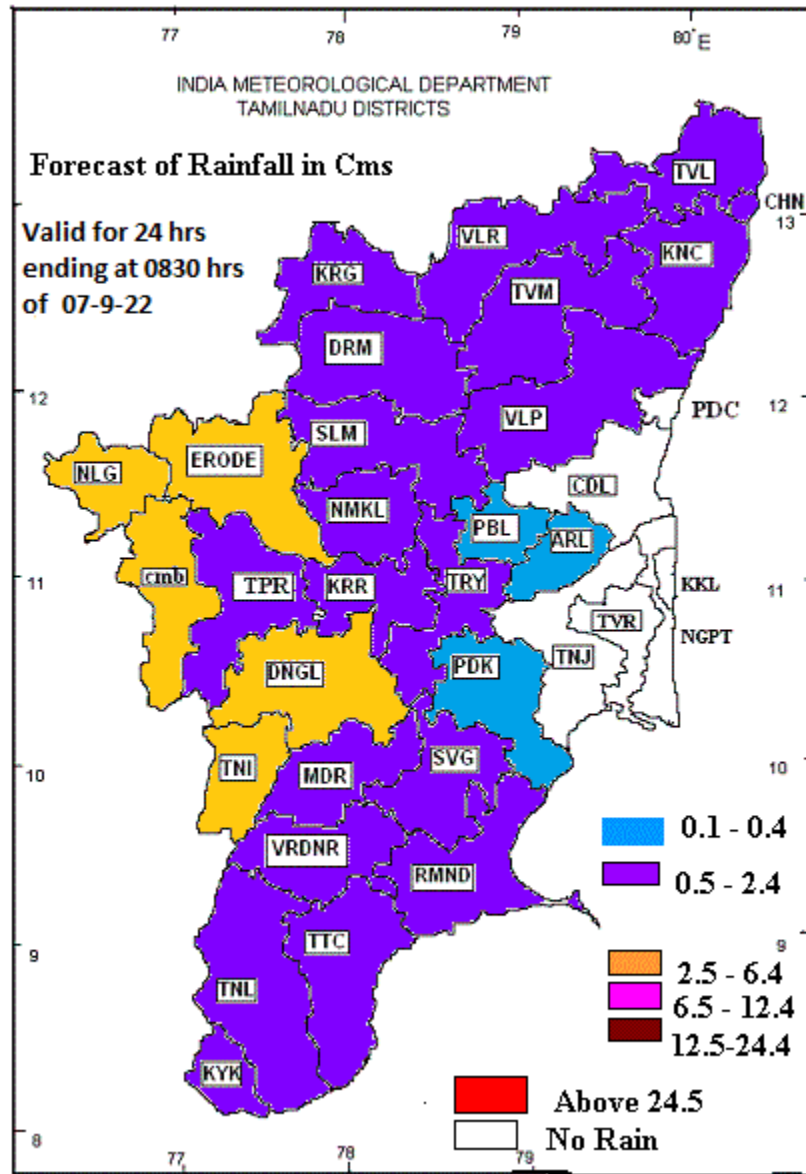 77 78 79 80°E
INDIA METEOROLOGICAL DEPARTMENT
TAMILNADU DISTRICTS
Forecast of Rainfall in Cms
TVL
CHN
13
Valid for 24 hrs
ending at 0830 hrs
of 07-9-22
VLR
KNC
KRG
TVM
DRM
12
12
PDC
VLP
SLM
ERODE
NLG
CDL
NMKL
PBL
ARL
cmb
11
TPR
KRR
TRY
11
KKL
TVR
NGPT
TNJ
DNGL
PDK
10
TNI
MDR
SVG
10
0.1 - 0.4
VRDNR
RMND
0.5 - 2.4
9
TTC
9
2.5 - 6.4
TNL
6.5 - 12.4
12.5-24.4
KYK
Above 24.5
8
No Rain
77 78 79